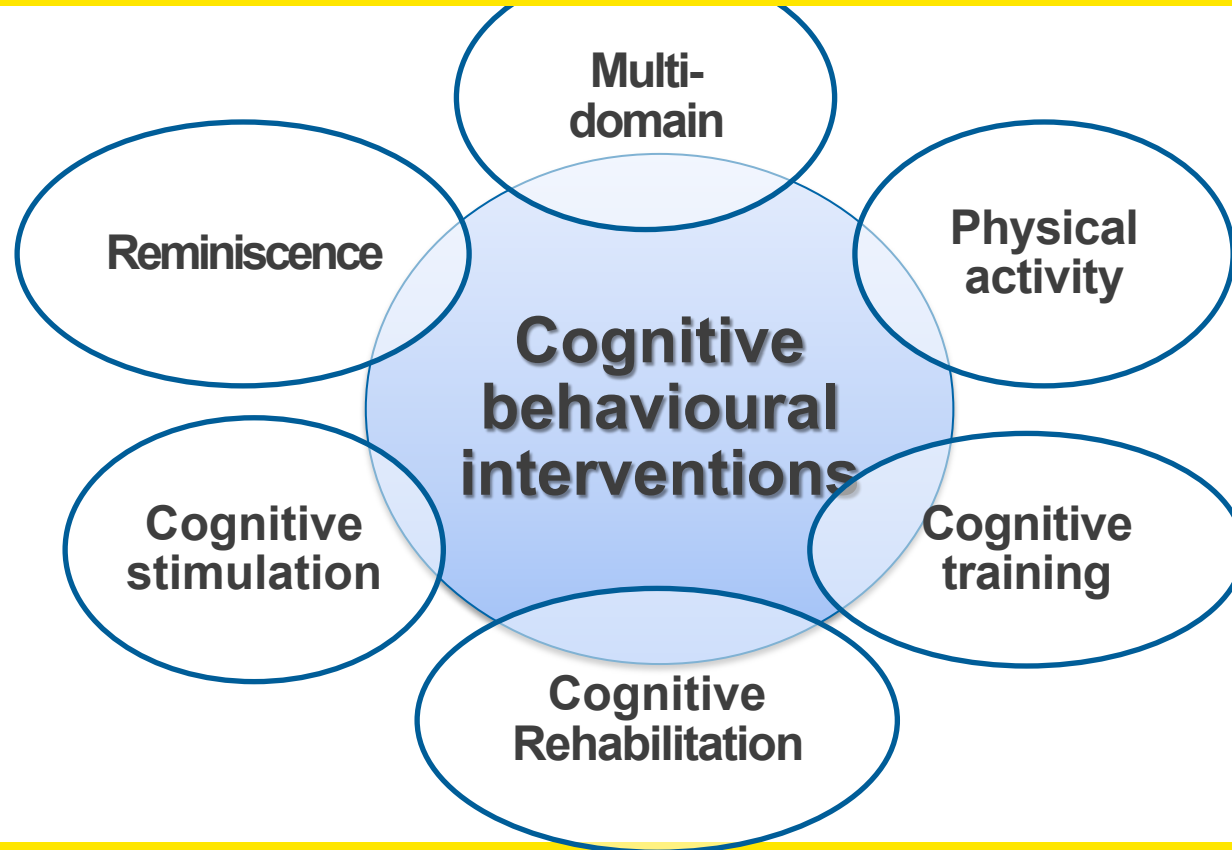 Multi-
domain
Physical
activity
Reminiscence
Cognitive
behavioural
interventions
Cognitive
stimulation
Cognitive
training
Cognitive
Rehabilitation